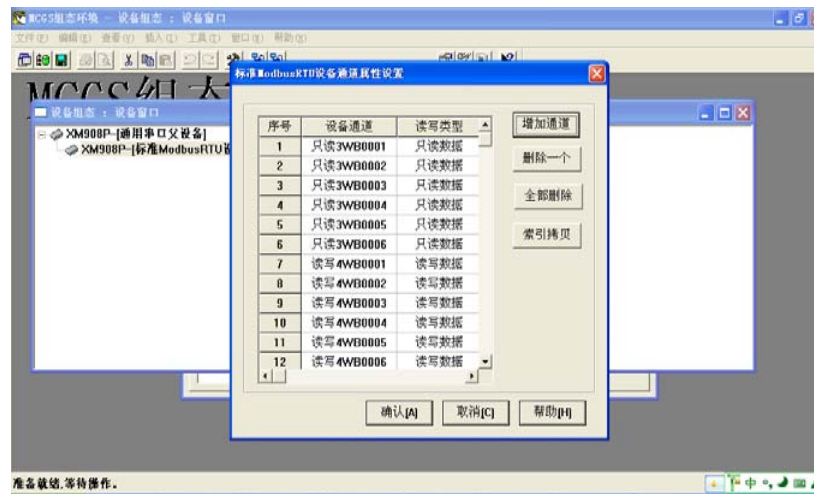 MCGS组态环境 - 设备组态 : 设备窗口
文件(F) 编辑(E) 查看(V) 插入(I) 工具(T) 窗口(W) 帮助(H)
MCGS组态
标准ModbusRTU设备通道属性设置
设备组态 : 设备窗口
XM908P-[通用串口父设备]
XM908P-[标准ModbusRTU设
序号 设备通道 读写类型
1 只读3WB0001 只读数据
2 只读3WB0002 只读数据
3 只读3WB0003 只读数据
4 只读3WB0004 只读数据
5 只读3WB0005 只读数据
6 只读3WB0006 只读数据
7 读写4WB0001 读写数据
8 读写4WB0002 读写数据
9 读写4WB0003 读写数据
10 读写4WB0004 读写数据
11 读写4WB0005 读写数据
12 读写4WB0006 读写数据
增加通道
删除一个
全部删除
索引拷贝
确认[A] 取消[C] 帮助[H]
准备就绪,等待操作。
中